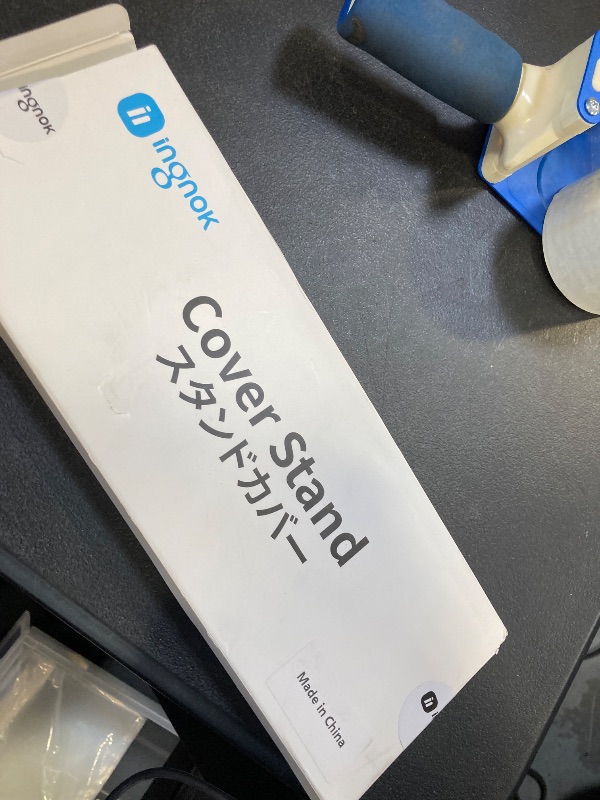 ingnok
ingnok
Cover Stand
スタンドカバー
Made in China